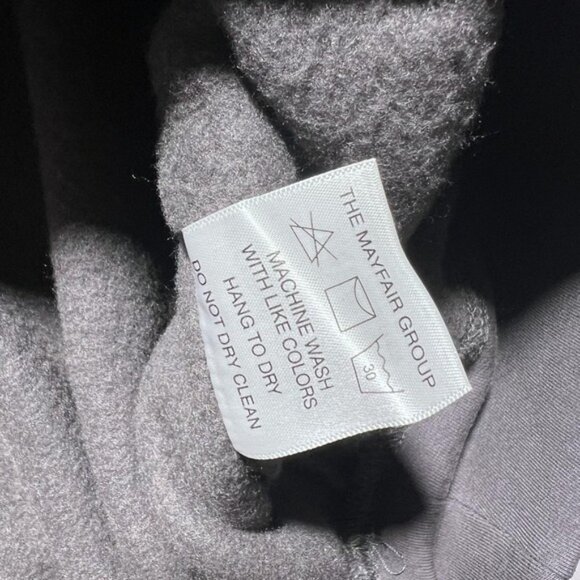 THE MAYFAIR GROUP
30
MACHINE WASH
WITH LIKE COLORS
HANG TO DRY
DO NOT DRY CLEAN